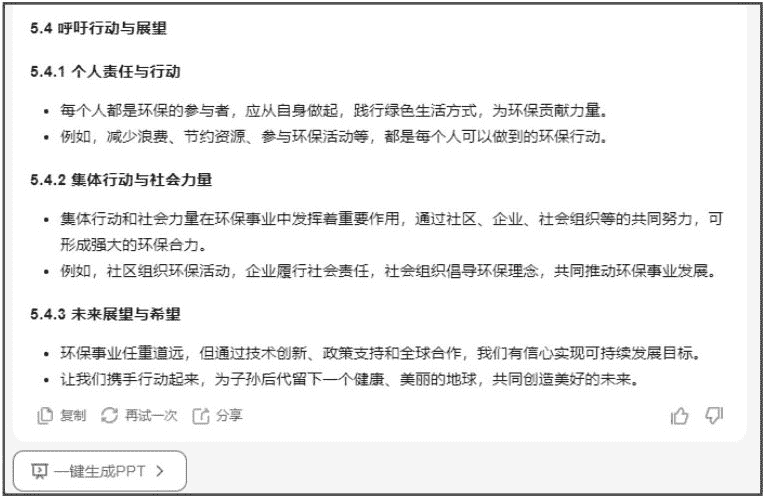 5.4 呼吁行动与展望
5.4.1 个人责任与行动
• 每个人都是环保的参与者，应从自身做起，践行绿色生活方式，为环保贡献力量。
• 例如，减少浪费、节约资源、参与环保活动等，都是每个人可以做到的环保行动。
5.4.2 集体行动与社会力量
• 集体行动和社会力量在环保事业中发挥着重要作用，通过社区、企业、社会组织等的共同努力，可
形成强大的环保合力。
• 例如，社区组织环保活动，企业履行社会责任，社会组织倡导环保理念，共同推动环保事业发展。
5.4.3 未来展望与希望
• 环保事业任重道远，但通过技术创新、政策支持和全球合作，我们有信心实现可持续发展目标。
• 让我们携手行动起来，为子孙后代留下一个健康、美丽的地球，共同创造美好的未来。
复制 再试一次 分享
一键生成PPT >